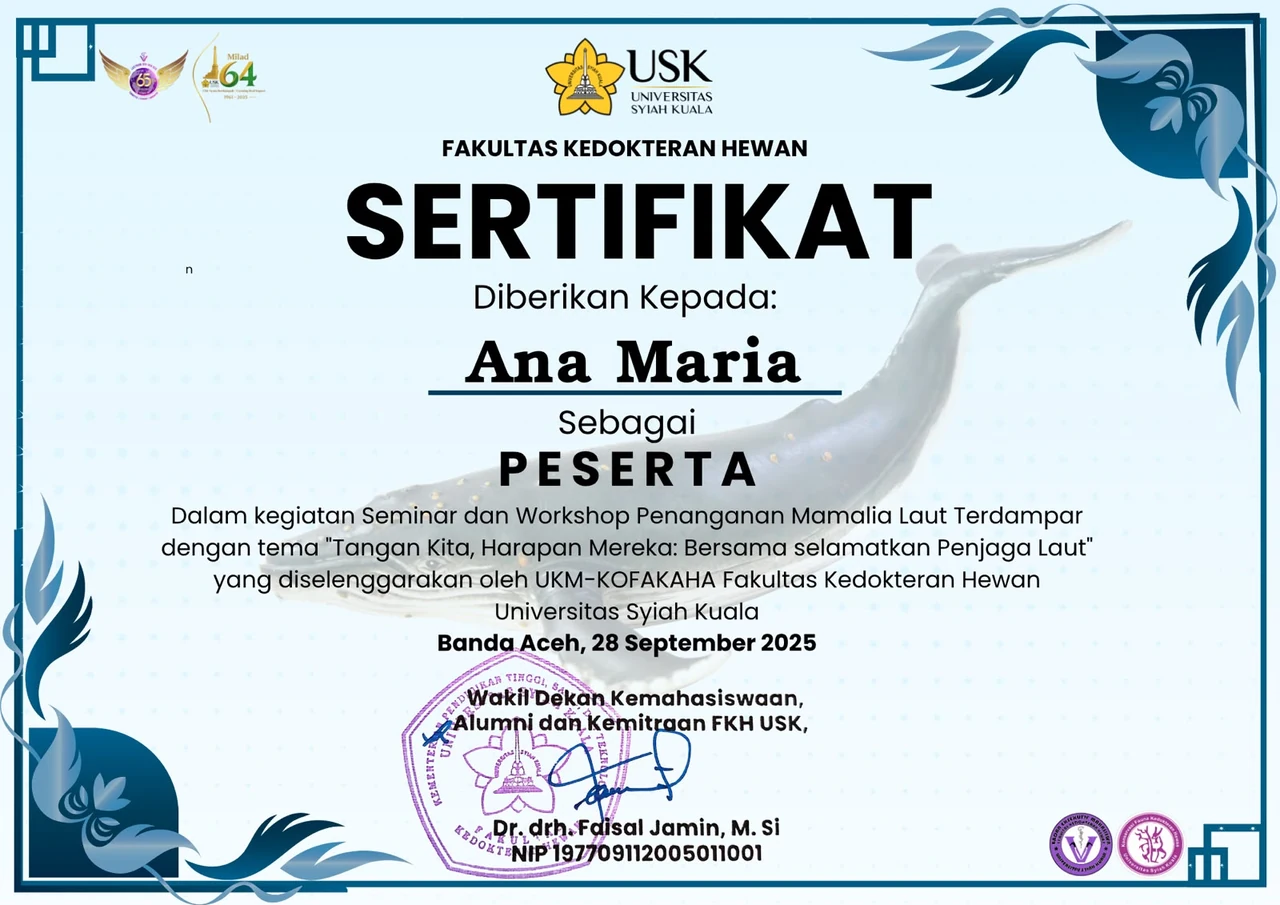 65
Milad
64
USK
UNIVERSITAS
SYIAH KUALA
FAKULTAS KEDOKTERAN HEWAN
SERTIFIKAT
n
Diberikan Kepada:
Ana Maria
Sebagai
PESERTA
Dalam kegiatan Seminar dan Workshop Penanganan Mamalia Laut Terdampar
dengan tema "Tangan Kita, Harapan Mereka: Bersama selamatkan Penjaga Laut"
yang diselenggarakan oleh UKM-KOFAKAHA Fakultas Kedokteran Hewan
Universitas Syiah Kuala
Banda Aceh, 28 September 2025
Wakil Dekan Kemahasiswaan,
Alumni dan Kemitraan FKH USK,
Dr. drh. Faisal Jamin, M. Si
NIP 197709112005011001